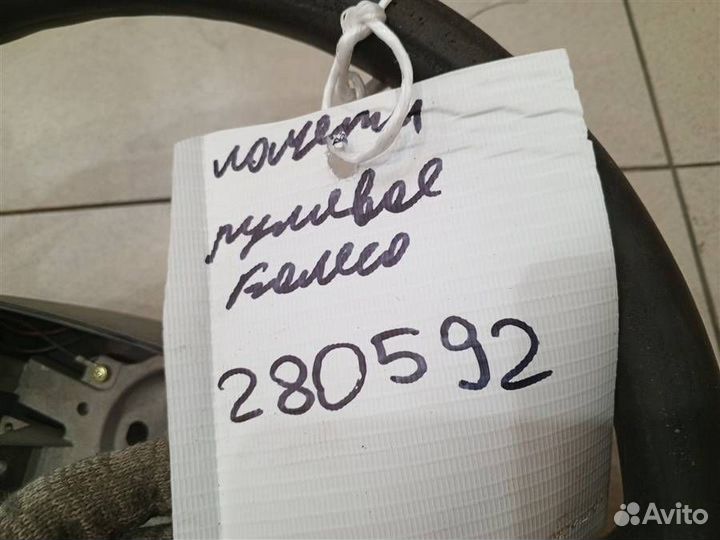 лачетти
рулевое
колесо
280592
Avito